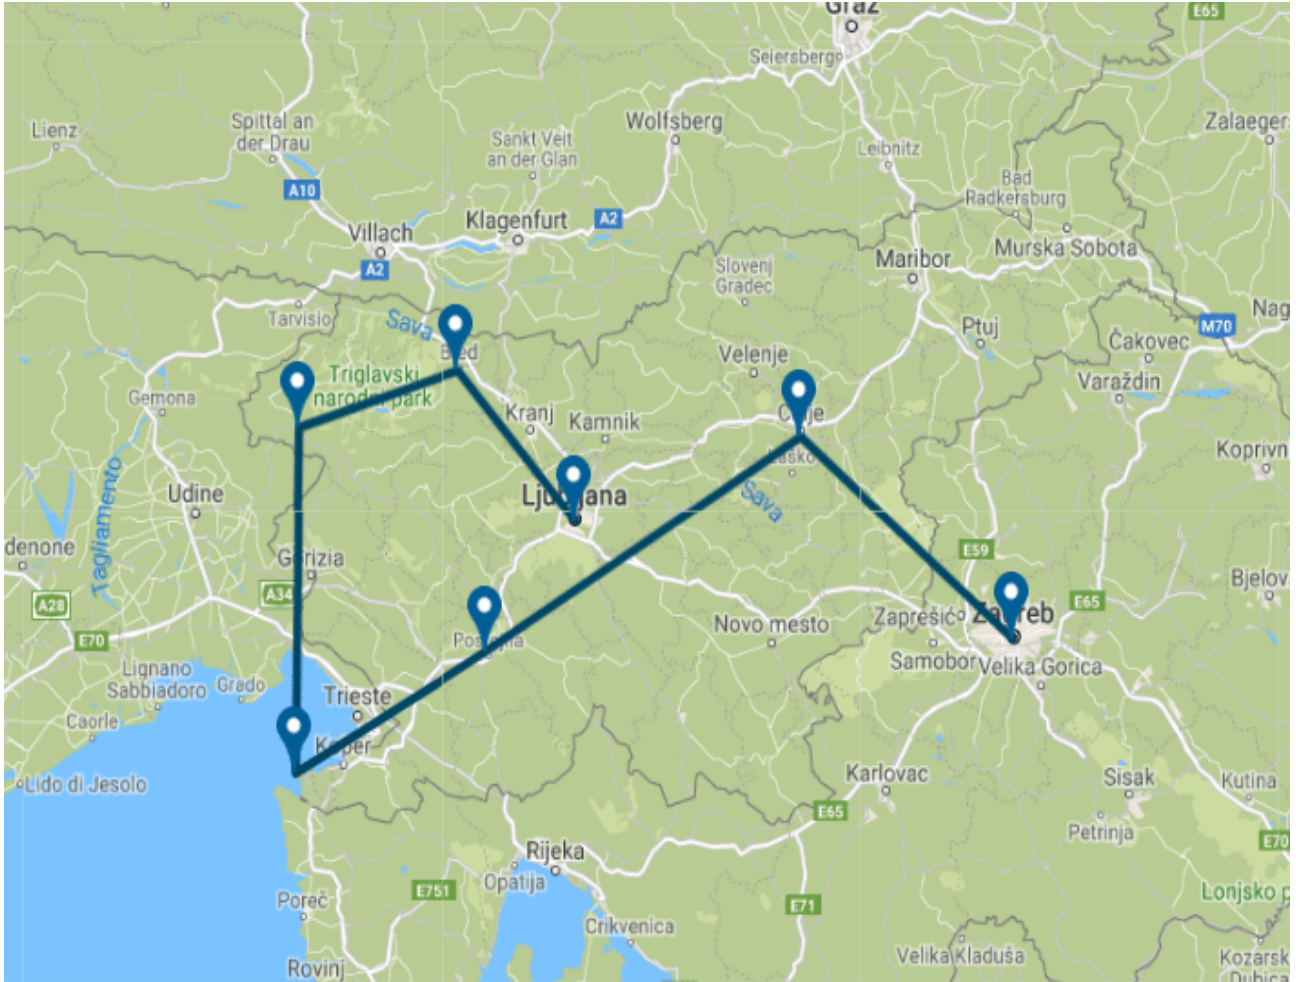 Graz
E65
Seiersberg
Lienz
Spittal an
der Drau
Wolfsberg
Zalaegers
Sankt Veit
an der Glan
Leibnitz
A10
Bad
Radkersburg
Klagenfurt
A2
Villach
Murska Sobota
A2
Maribor
Slovenj
Gradec
Tarvisio
Sava
Nag
M70
Ptuj
Čakovec
Velenje
Bled
Triglavski
narodni park
Varaždin
Gemona
Kranj
Kamnik
Celje
Koprivn
Laško
Tagliamento
Udine
Ljubljana
Sava
denone
Gorizia
E59
Bjelov
A28
A34
E65
E70
Postojna
Novo mesto
Zaprešić
Zagreb
Samobor
Velika Gorica
Lignano
Sabbiadoro
Grado
Trieste
Caorle
Koper
Lido di Jesolo
Karlovac
Sisak
Kutina
E65
Petrinja
E70
Rijeka
Opatija
E751
Poreč
E71
Lonjsko p
Crikvenica
Velika Kladuša
Kozarsk
Dubica
Rovinj